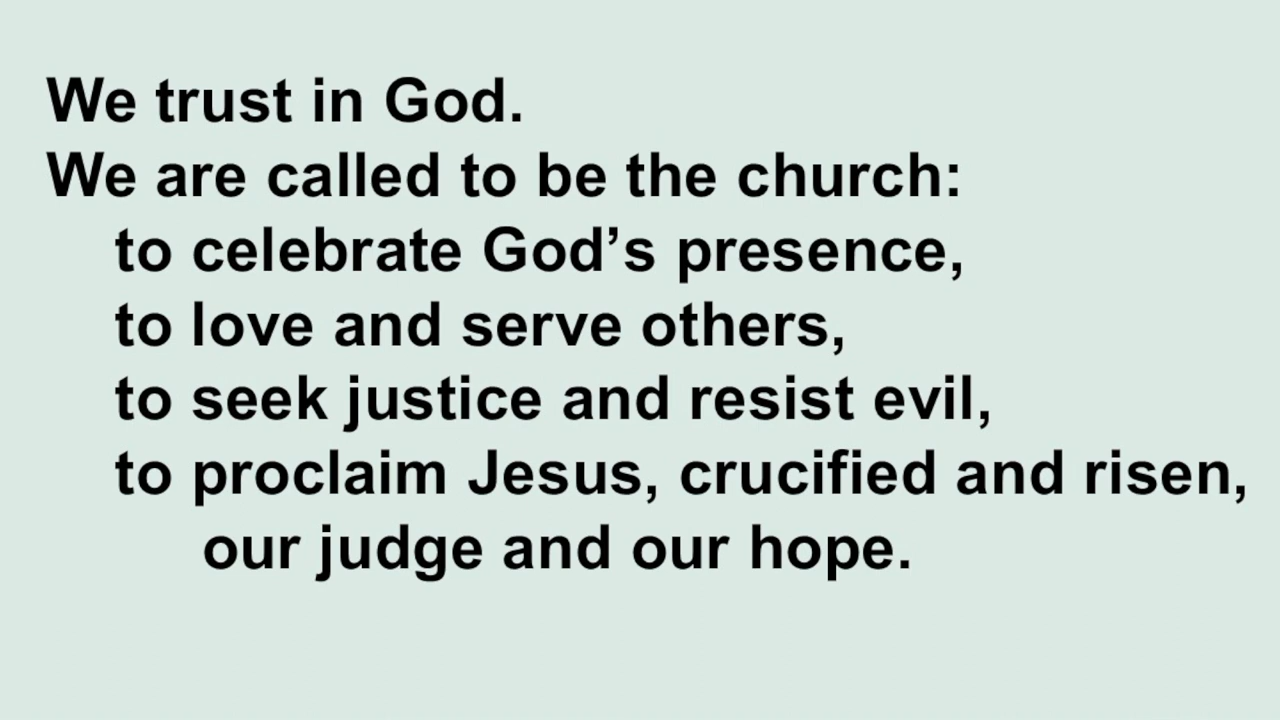 We trust in God.
We are called to be the church:
to celebrate God’s presence,
to love and serve others,
to seek justice and resist evil,
to proclaim Jesus, crucified and risen,
our judge and our hope.